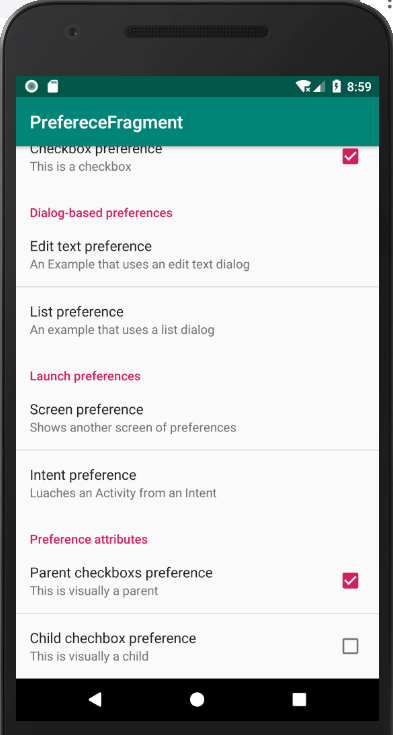 8:59
PrefereceFragment
Checkbox preference
This is a checkbox
Dialog-based preferences
Edit text preference
An Example that uses an edit text dialog
List preference
An example that uses a list dialog
Launch preferences
Screen preference
Shows another screen of preferences
Intent preference
Luaches an Activity from an Intent
Preference attributes
Parent checkboxs preference
This is visually a parent
Child chechbox preference
This is visually a child